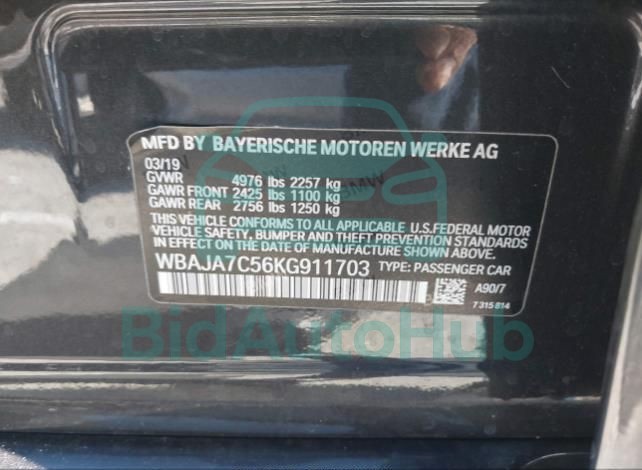 MFD BY BAYERISCHE MOTOREN WERKE AG
03/19
GVWR 4976 lbs 2257 kg
GAWR FRONT 2425 lbs 1100 kg
GAWR REAR 2756 lbs 1250 kg
THIS VEHICLE CONFORMS TO ALL APPLICABLE U.S.FEDERAL MOTOR
VEHICLE SAFETY, BUMPER AND THEFT PREVENTION STANDARDS
IN EFFECT ON THE DATE OF MANUFACTURE SHOWN ABOVE.
WBAJA7C56KG911703 TYPE: PASSENGER CAR
A90/7
7 315 814
BidAutoHub